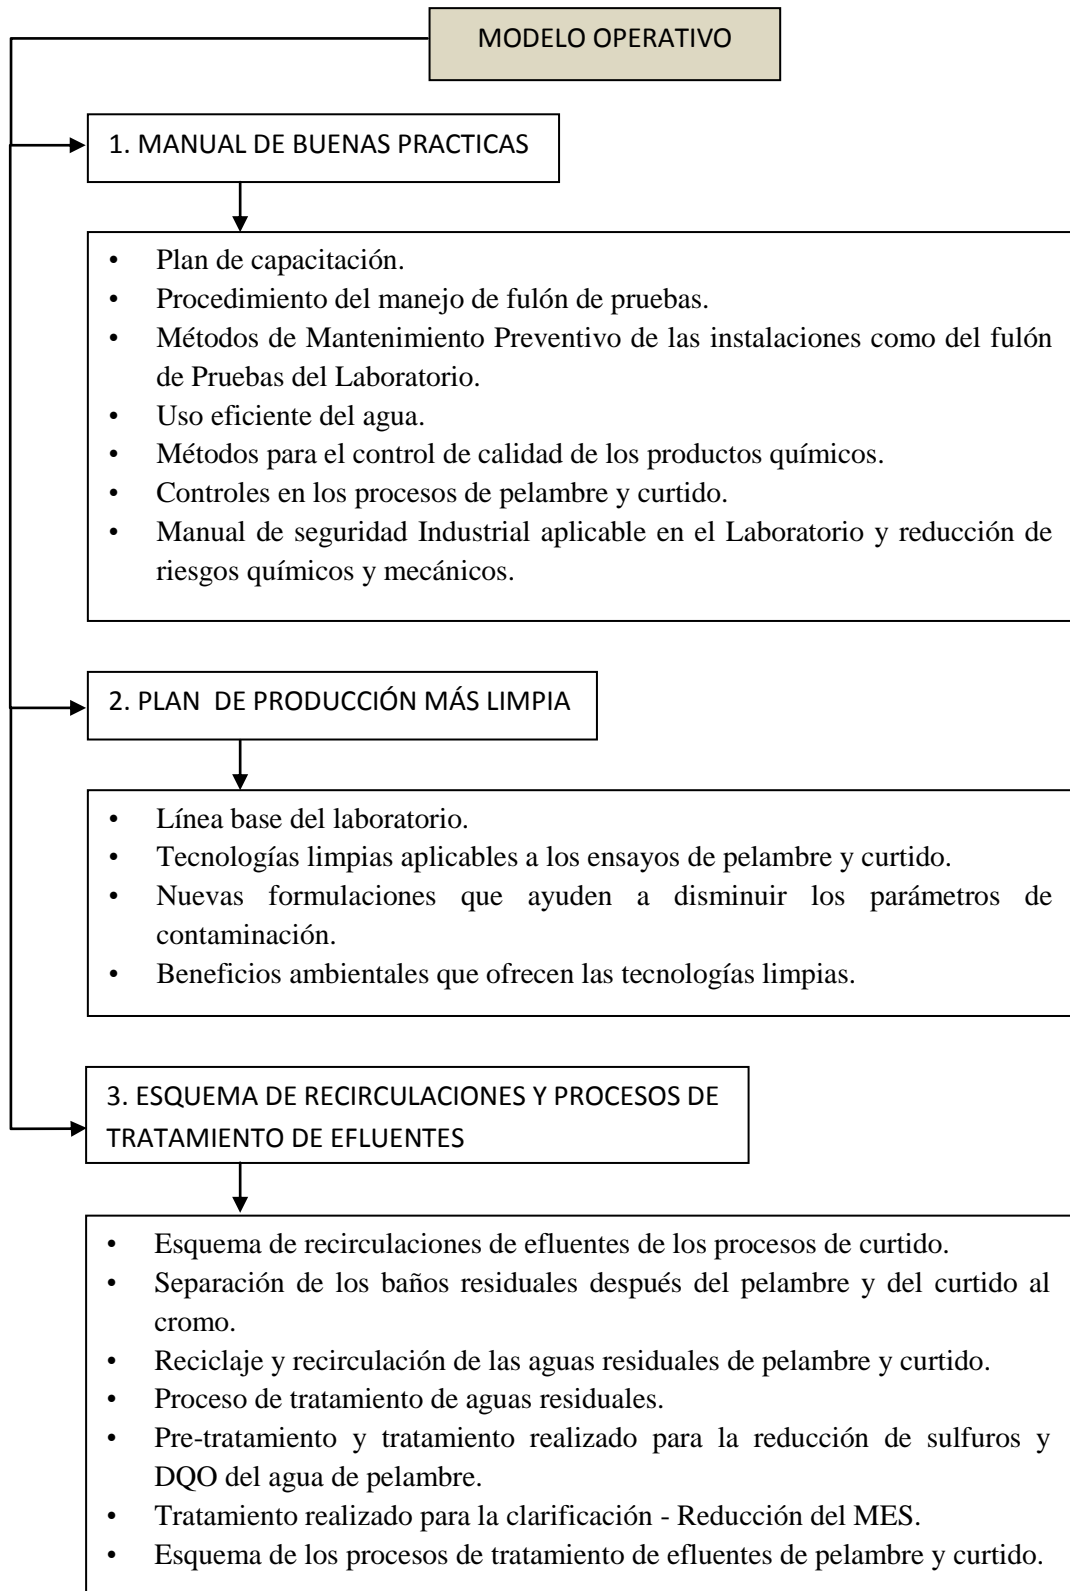 MODELO OPERATIVO
1. MANUAL DE BUENAS PRACTICAS
• Plan de capacitación.
• Procedimiento del manejo de fulón de pruebas.
• Métodos de Mantenimiento Preventivo de las instalaciones como del fulón
de Pruebas del Laboratorio.
• Uso eficiente del agua.
• Métodos para el control de calidad de los productos químicos.
• Controles en los procesos de pelambre y curtido.
• Manual de seguridad Industrial aplicable en el Laboratorio y reducción de
riesgos químicos y mecánicos.
2. PLAN DE PRODUCCIÓN MÁS LIMPIA
• Línea base del laboratorio.
• Tecnologías limpias aplicables a los ensayos de pelambre y curtido.
• Nuevas formulaciones que ayuden a disminuir los parámetros de
contaminación.
• Beneficios ambientales que ofrecen las tecnologías limpias.
3. ESQUEMA DE RECIRCULACIONES Y PROCESOS DE
TRATAMIENTO DE EFLUENTES
• Esquema de recirculaciones de efluentes de los procesos de curtido.
• Separación de los baños residuales después del pelambre y del curtido al
cromo.
• Reciclaje y recirculación de las aguas residuales de pelambre y curtido.
• Proceso de tratamiento de aguas residuales.
• Pre-tratamiento y tratamiento realizado para la reducción de sulfuros y
DQO del agua de pelambre.
• Tratamiento realizado para la clarificación - Reducción del MES.
• Esquema de los procesos de tratamiento de efluentes de pelambre y curtido.